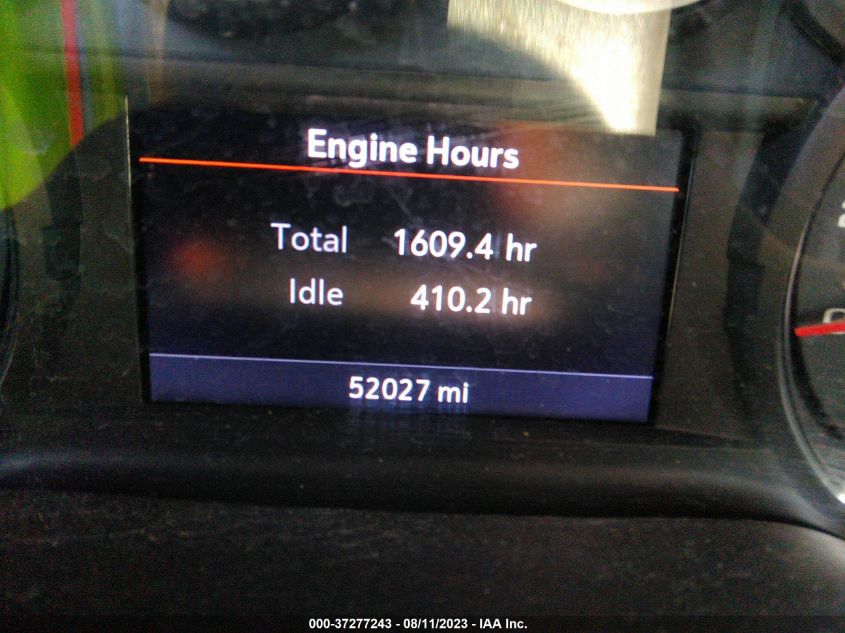 Engine Hours
Total 1609.4 hr
Idle 410.2 hr
52027 mi
000-37277243 - 08/11/2023 - IAA Inc.